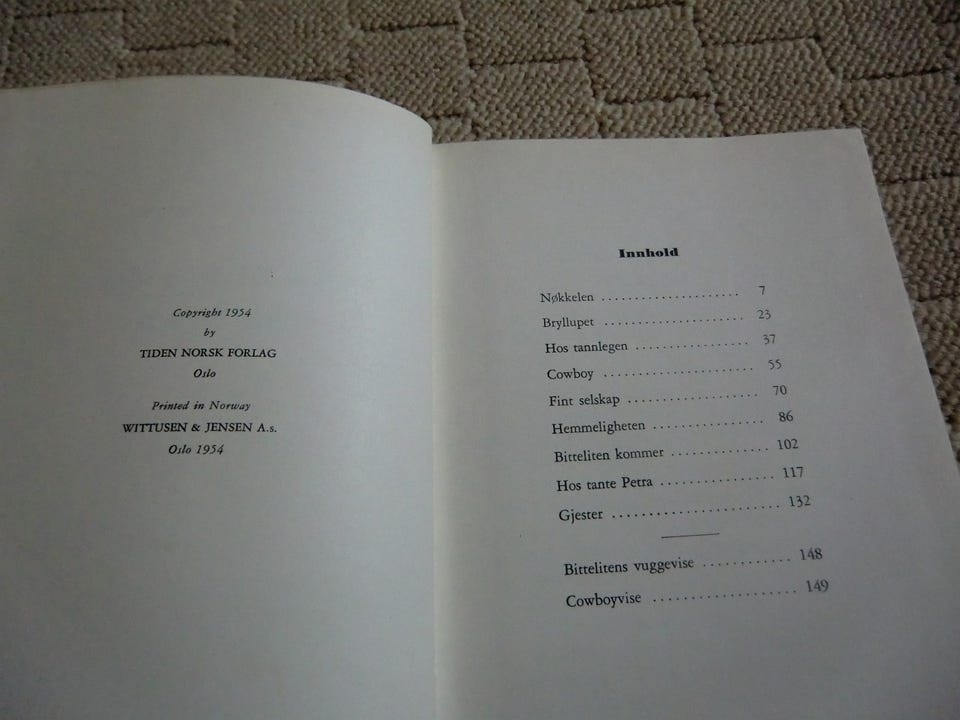 Copyright 1954
by
TIDEN NORSK FORLAG
Oslo
Printed in Norway
WITTUSEN & JENSEN A.s.
Oslo 1954
Innhold
Nøkkelen . . . . . . . . . . . . . . . . . . . . . 7
Bryllupet . . . . . . . . . . . . . . . . . . . . . 23
Hos tannlegen . . . . . . . . . . . . . . . . . 37
Cowboy . . . . . . . . . . . . . . . . . . . . . . 55
Fint selskap . . . . . . . . . . . . . . . . . . . 70
Hemmeligheten . . . . . . . . . . . . . . . . 86
Bitteliten kommer . . . . . . . . . . . . . 102
Hos tante Petra . . . . . . . . . . . . . . . 117
Gjester . . . . . . . . . . . . . . . . . . . . . . 132
Bittelitens vuggevise . . . . . . . . . . . 148
Cowboyvise . . . . . . . . . . . . . . . . . . 149